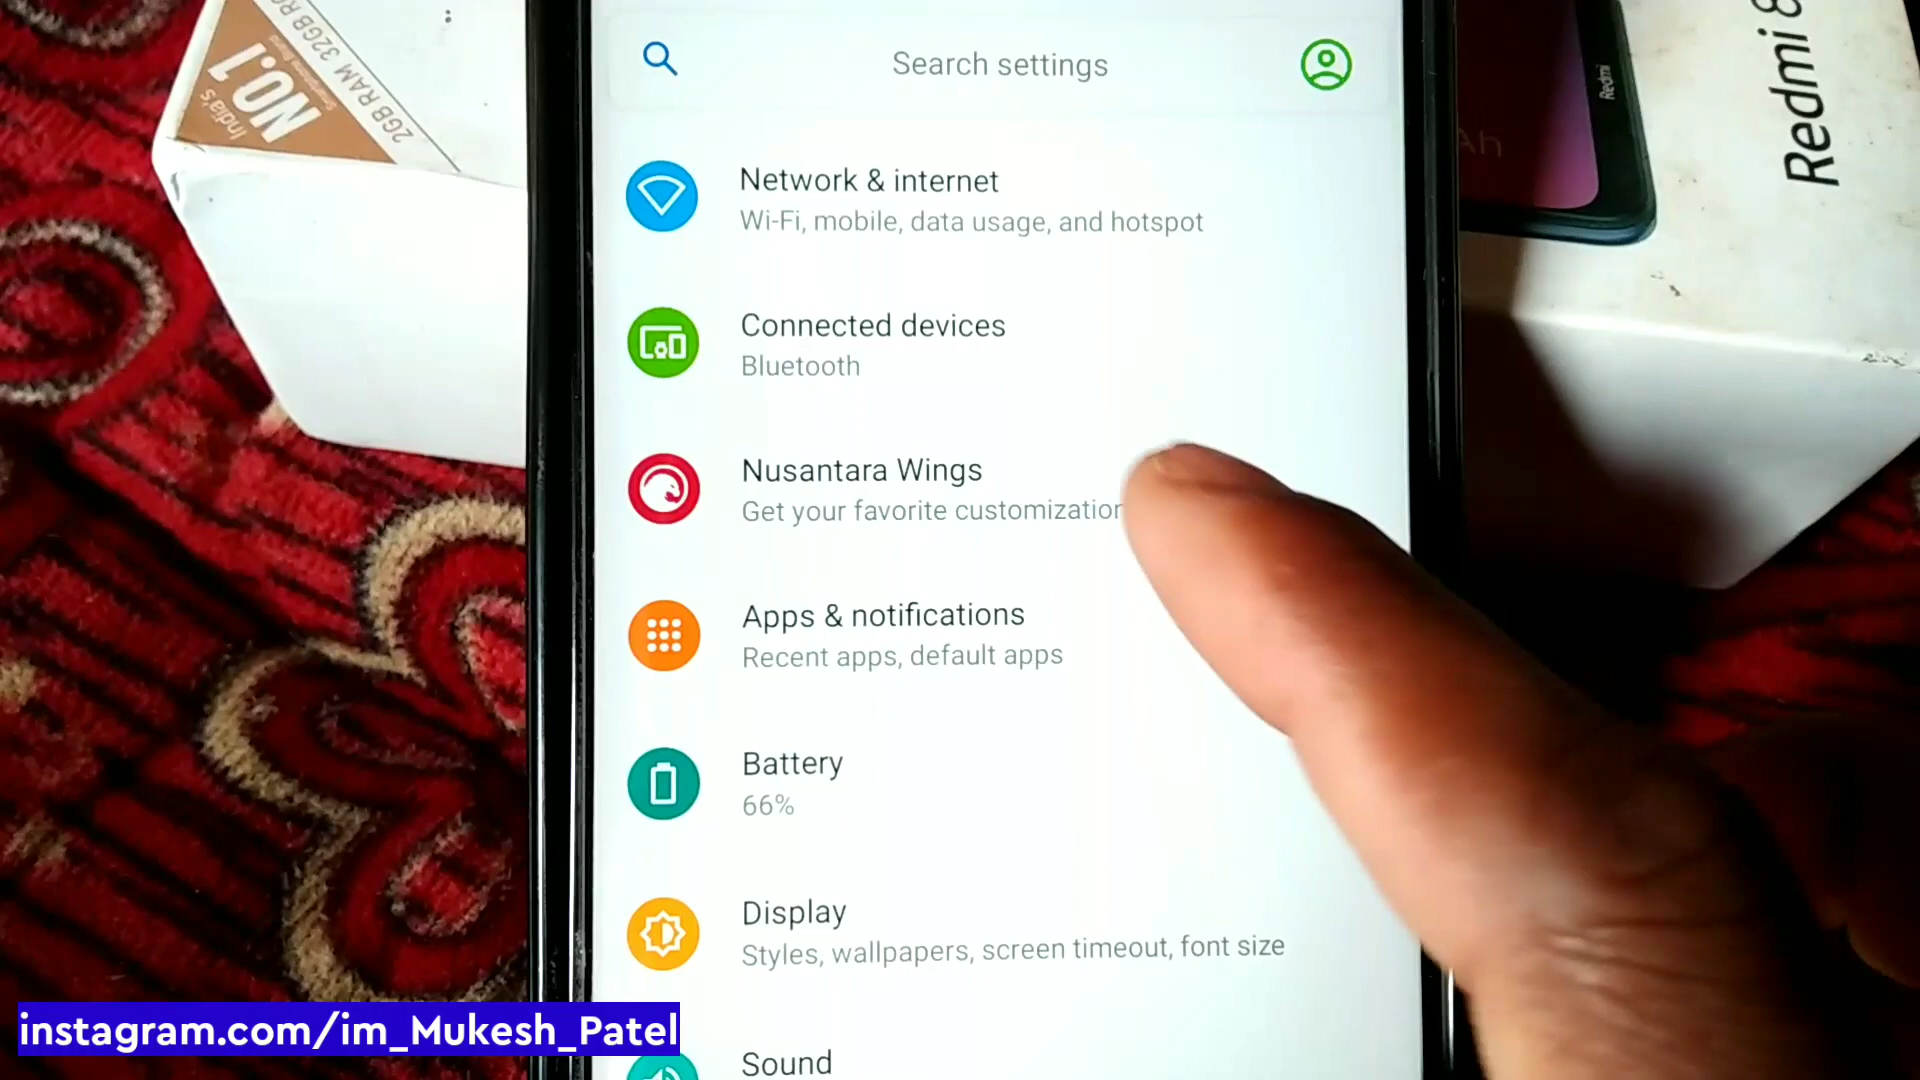 Search settings
Network & internet
Wi-Fi, mobile, data usage, and hotspot
Connected devices
Bluetooth
Nusantara Wings
Get your favorite customization
Apps & notifications
Recent apps, default apps
Battery
66%
Display
Styles, wallpapers, screen timeout, font size
Sound
India's
NO.1
2GB RAM 32GB RO
Redmi
Redmi 8
Ah
instagram.com/im_Mukesh_Patel